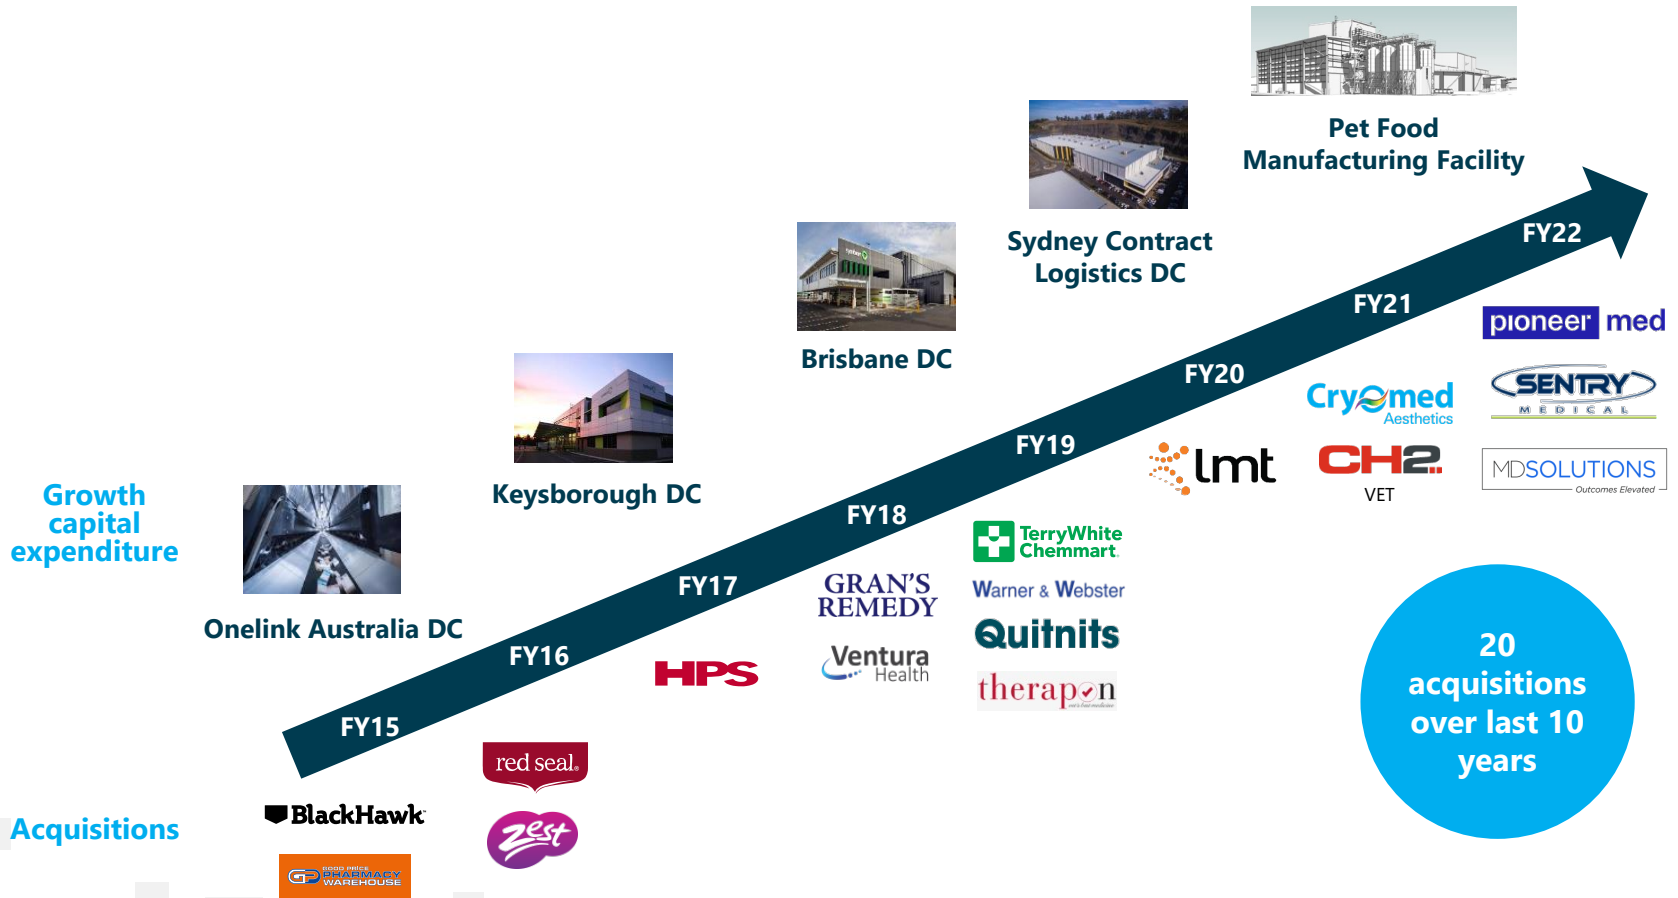 Pet Food
Manufacturing Facility
Sydney Contract
Logistics DC
Brisbane DC
Keysborough DC
Onelink Australia DC
Growth
capital
expenditure
FY15
FY16
FY17
FY18
FY19
FY20
FY21
FY22
Acquisitions
BlackHawk
GOOD PRICE
PHARMACY
WAREHOUSE
red seal
Zest
HPS
GRAN'S
REMEDY
Ventura
Health
TerryWhite
Chemmart
Warner & Webster
Quitnits
therapon
lmt
Cryomed
Aesthetics
CH2
VET
pioneer med
SENTRY
MEDICAL
MDSOLUTIONS
Outcomes Elevated
20
acquisitions
over last 10
years